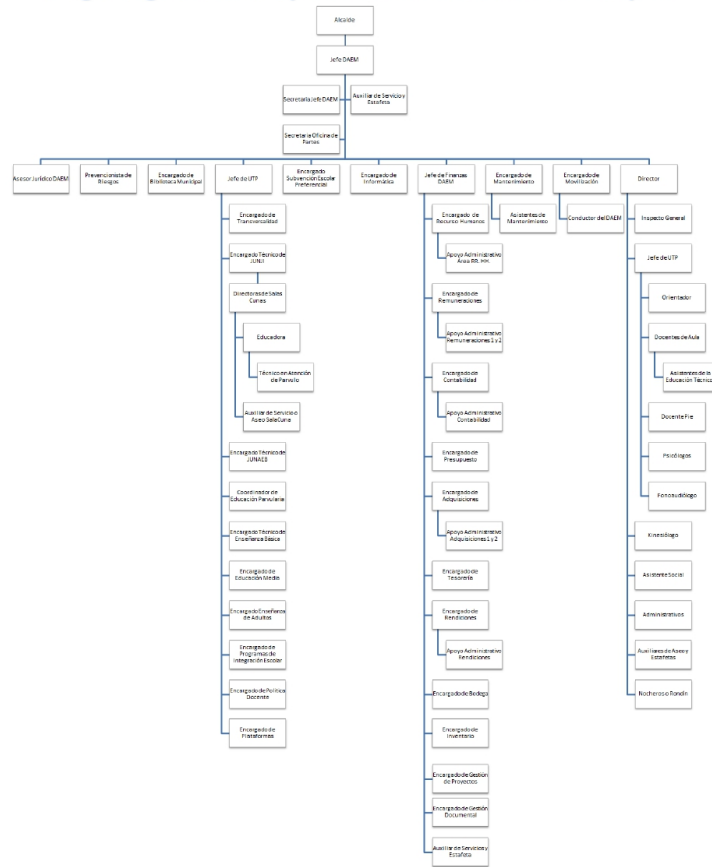 Alcalde
Jefe DAEM
Secretaria Jefe DAEM
Auxiliar de Servicio y
Estafeta
Secretaria Oficina de
Partes
Asesor Jurídico DAEM
Prevencionista de
Riesgos
Encargado de
Biblioteca Municipal
Jefe de UTP
Encargado
Subvención Escolar
Preferencial
Encargado de
Informática
Jefe de Finanzas
DAEM
Encargado de
Mantenimiento
Encargado de
Movilización
Director
Encargado de
Transversalidad
Encargado Técnico de
JUNJI
Directores de Salas
Cunas
Educadora
Técnico en Atención
de Parvulo
Auxiliar de Servicio o
Aseo Sala Cuna
Encargado Técnico de
JUNAEB
Coordinador de
Educación Parvularia
Encargado Técnico de
Enseñanza Básica
Encargado de
Educación Media
Encargado Enseñanza
de Adultos
Encargado de
Programas de
Integración Escolar
Encargado de Política
Docente
Encargado de
Plataformas
Encargado de
Recurso Humanos
Apoyo Administrativo
Area RR. HH.
Encargado de
Remuneraciones
Apoyo Administrativo
Remuneraciones 1 y 2
Encargado de
Contabilidad
Apoyo Administrativo
Contabilidad
Encargado de
Presupuesto
Encargado de
Adquisiciones
Apoyo Administrativo
Adquisiciones 1 y 2
Encargado de
Tesorería
Encargado de
Rendiciones
Apoyo Administrativo
Rendiciones
Encargado de Bodega
Encargado de
Inventario
Encargado de Gestión
de Proyectos
Encargado de Gestión
Documental
Auxiliar de Servicios y
Estafeta
Asistentes de
Mantenimiento
Conductor del DAEM
Inspecto General
Jefe de UTP
Orientador
Docentes de Aula
Asistentes de la
Educación Técnico
Docente Pie
Psicólogos
Fonoaudiólogo
Kinesiólogo
Asistente Social
Administrativos
Auxiliares de Aseo y
Estafetas
Nocheros o Rondín